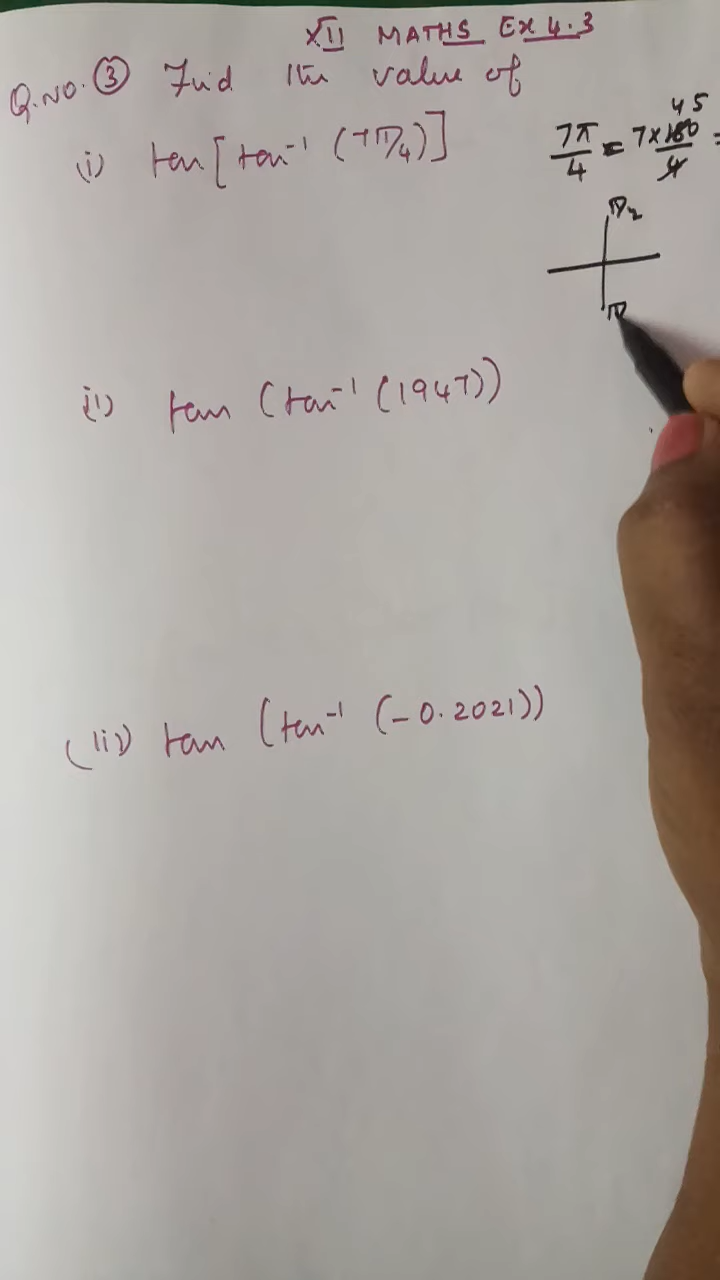 XII MATHS Ex 4.3
Q.NO. ③ Find the value of
(i) tan[tan⁻¹ (7π/4)]
7π/4 = 7×180/4 =
45
π/2
π
ii) tan (tan⁻¹ (1947))
(iii) tan (tan⁻¹ (-0.2021))